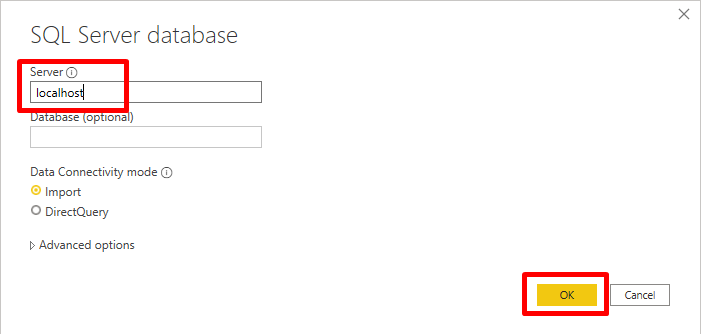 SQL Server database
Server
localhost
Database (optional)
Data Connectivity mode
Import
DirectQuery
Advanced options
OK Cancel